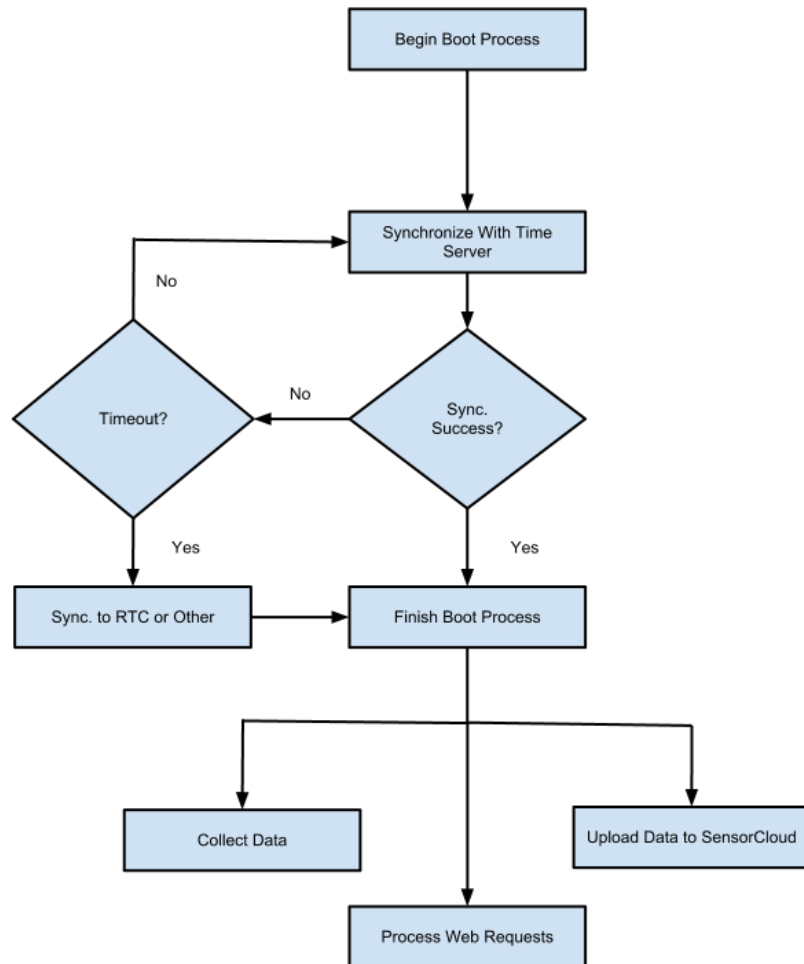 Begin Boot Process
Synchronize With Time
Server
No
Timeout?
No
Sync.
Success?
Yes
Yes
Sync. to RTC or Other
Finish Boot Process
Collect Data
Upload Data to SensorCloud
Process Web Requests